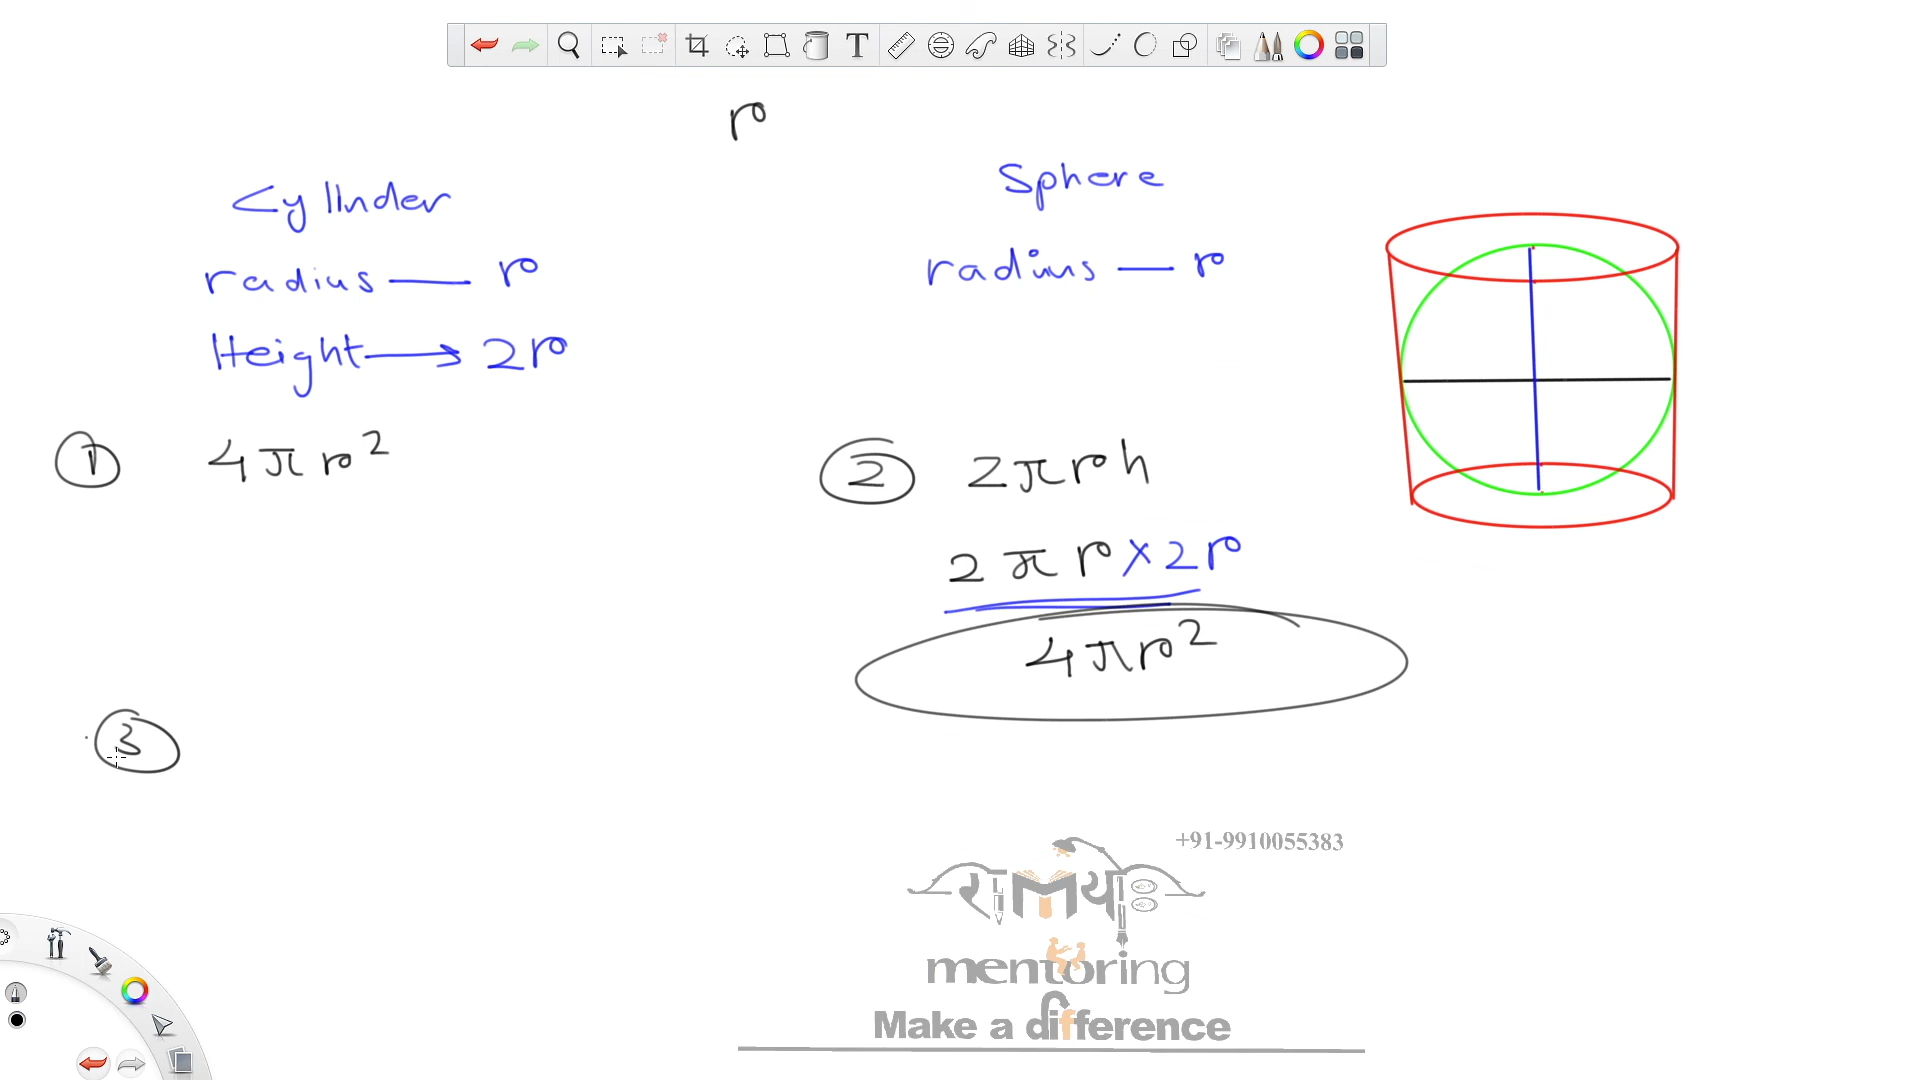 r
Cylinder
radius — r
Height → 2r
Sphere
radius — r
① 4πr²
② 2πrh
2πr×2r
4πr²
③
+91-9910055383
mentoring
Make a difference